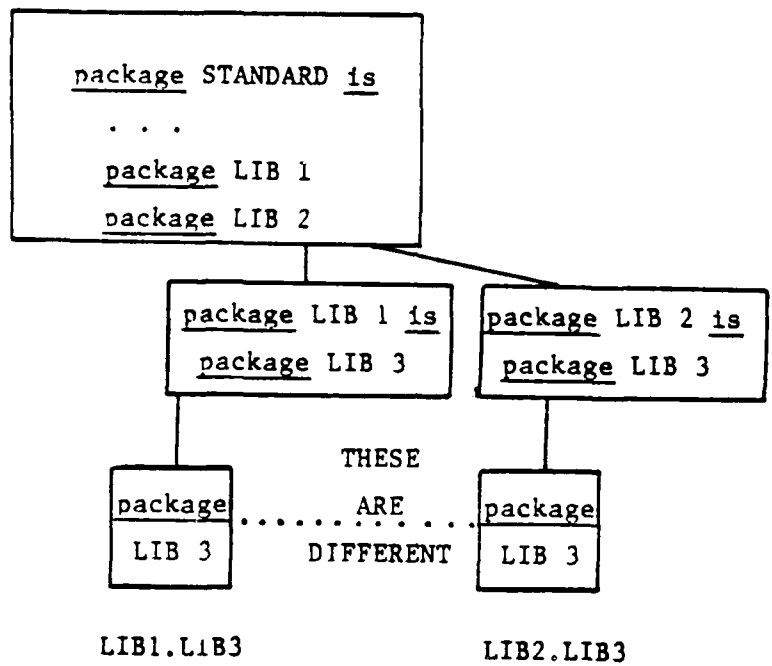 package STANDARD is
. . .
package LIB 1
package LIB 2
package LIB 1 is
package LIB 3
package LIB 2 is
package LIB 3
THESE
ARE
DIFFERENT
package
LIB 3
package
LIB 3
LIB1.LIB3
LIB2.LIB3